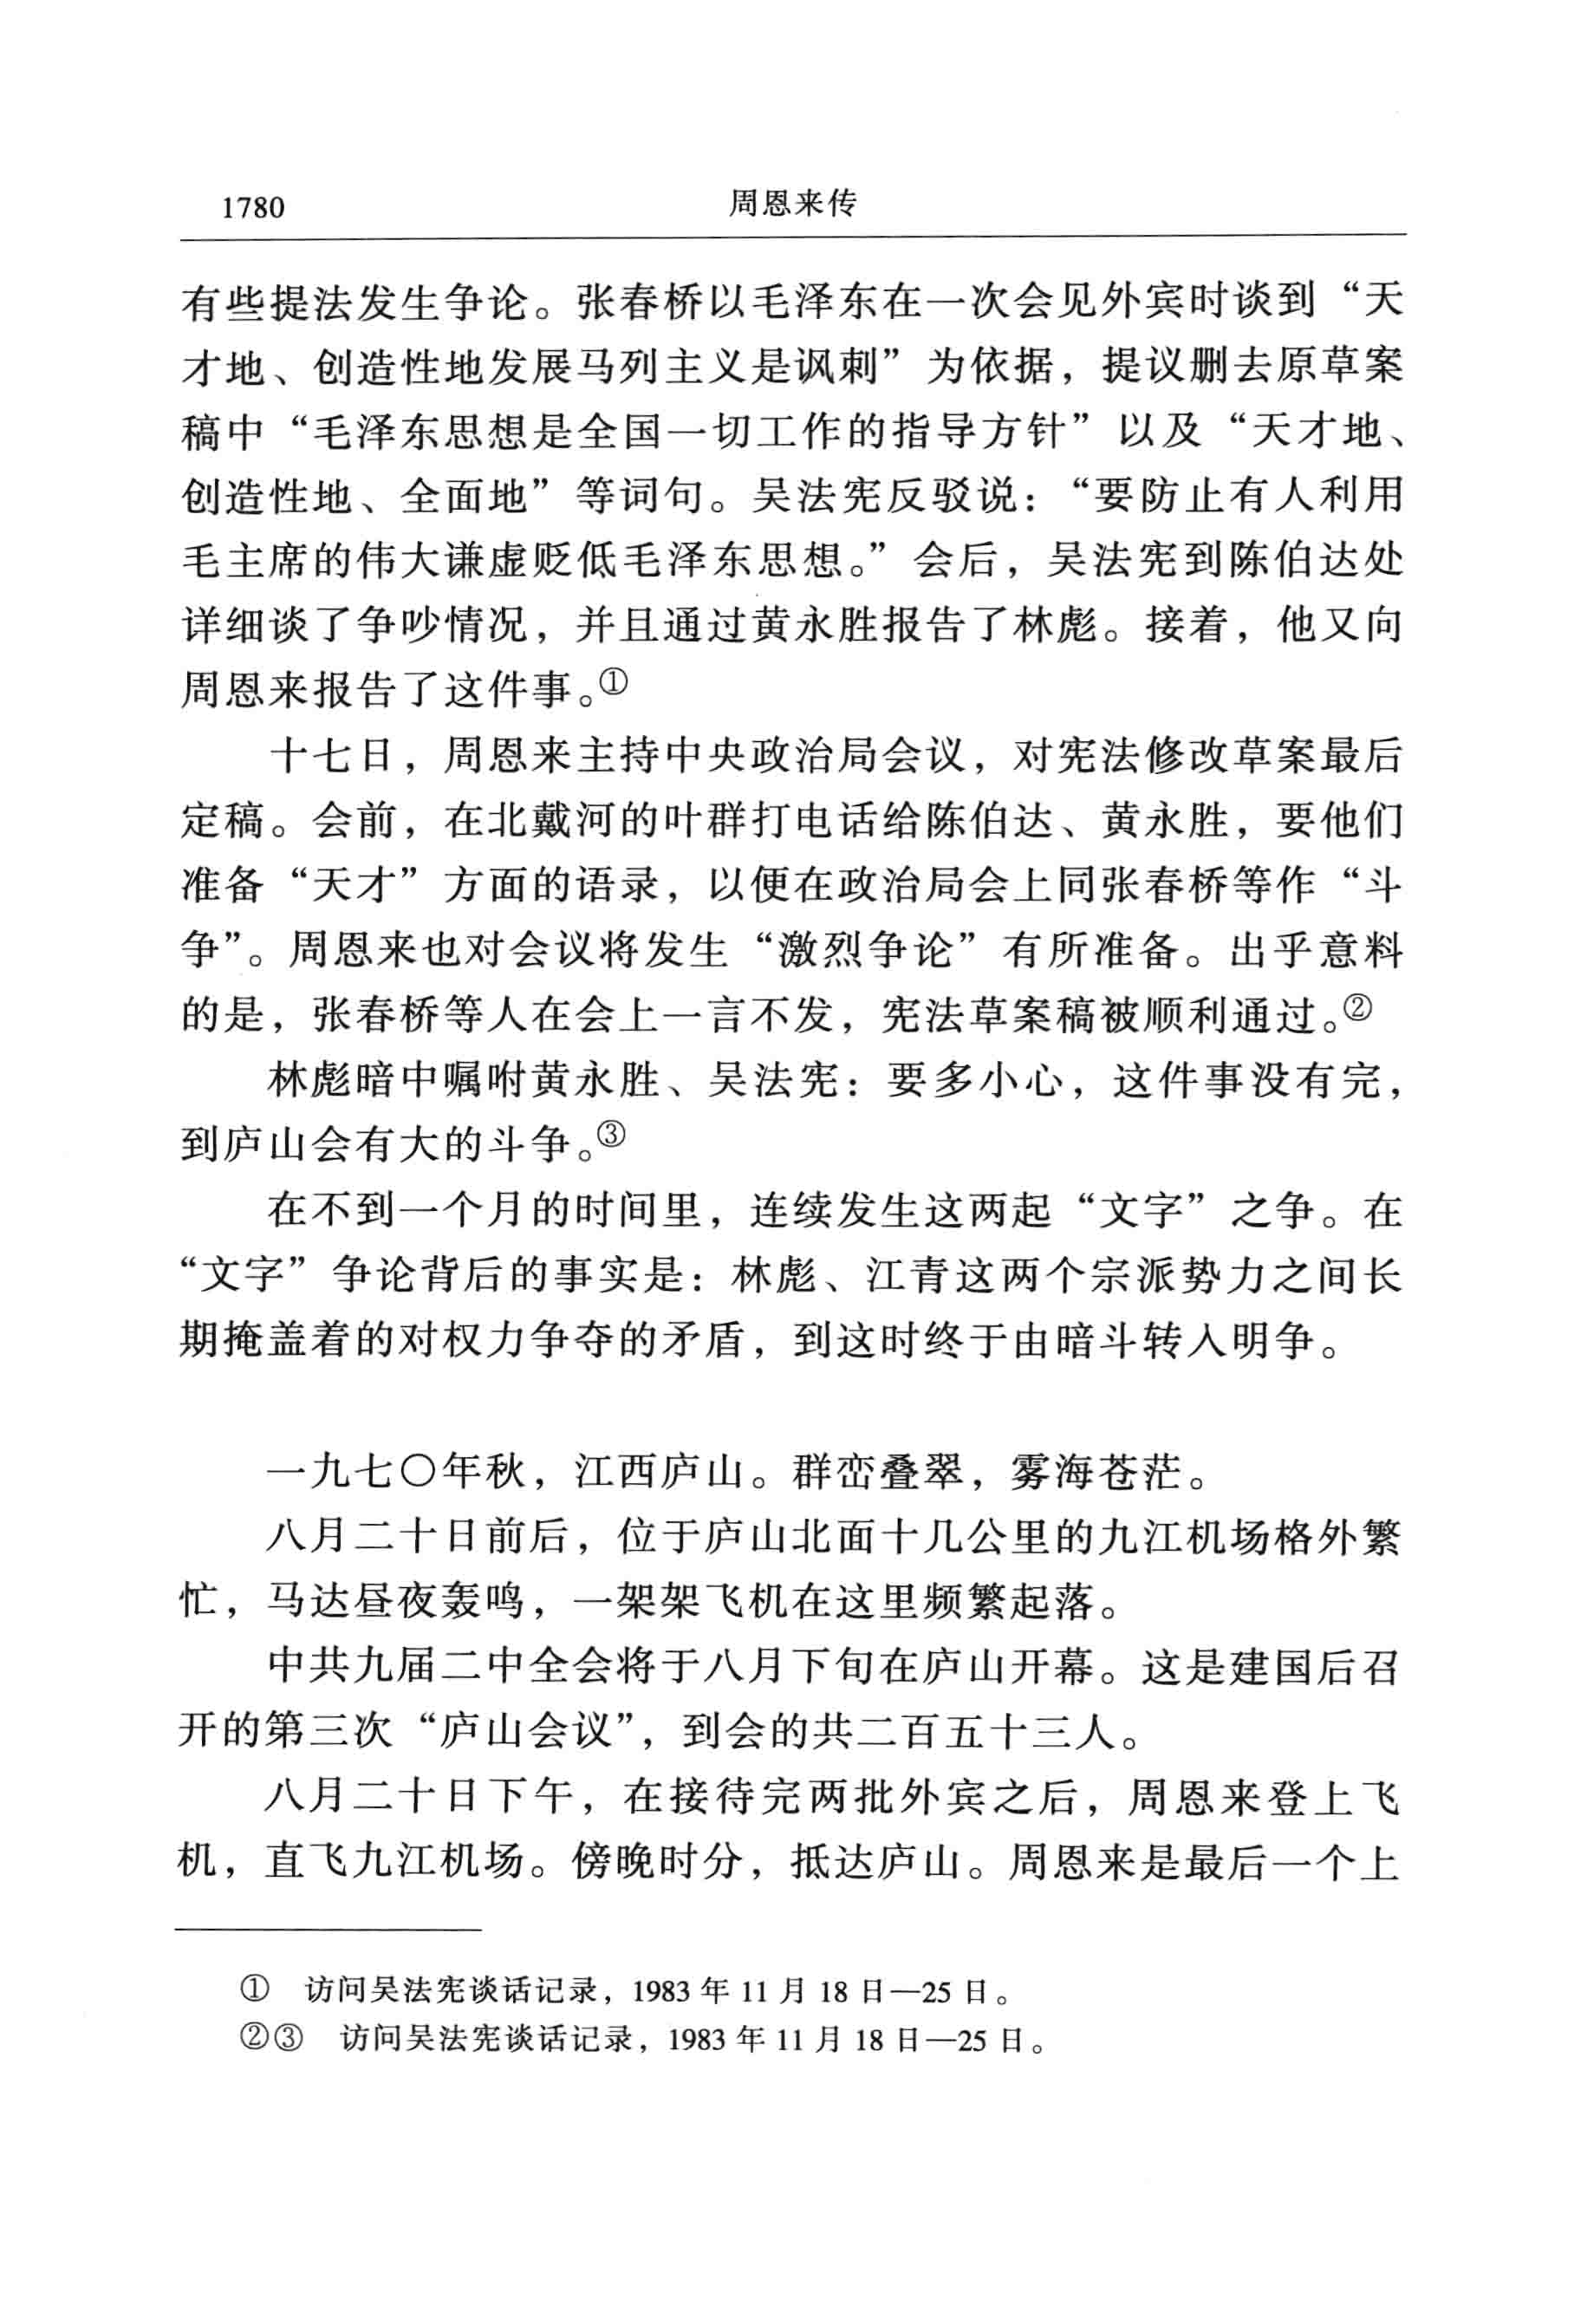 1780
周恩来传
有些提法发生争论。张春桥以毛泽东在一次会见外宾时谈到“天
才地、创造性地发展马列主义是讽刺”为依据，提议删去原草案
稿中“毛泽东思想是全国一切工作的指导方针”以及“天才地、
创造性地、全面地”等词句。吴法宪反驳说：“要防止有人利用
毛主席的伟大谦虚贬低毛泽东思想。”会后，吴法宪到陈伯达处
详细谈了争吵情况，并且通过黄永胜报告了林彪。接着，他又向
周恩来报告了这件事。①
十七日，周恩来主持中央政治局会议，对宪法修改草案最后
定稿。会前，在北戴河的叶群打电话给陈伯达、黄永胜，要他们
准备“天才”方面的语录，以便在政治局会上同张春桥等作“斗
争”。周恩来也对会议将发生“激烈争论”有所准备。出乎意料
的是，张春桥等人在会上一言不发，宪法草案稿被顺利通过。②
林彪暗中嘱咐黄永胜、吴法宪：要多小心，这件事没有完，
到庐山会有大的斗争。③
在不到一个月的时间里，连续发生这两起“文字”之争。在
“文字”争论背后的事实是：林彪、江青这两个宗派势力之间长
期掩盖着的对权力争夺的矛盾，到这时终于由暗斗转入明争。
一九七〇年秋，江西庐山。群峦叠翠，雾海苍茫。
八月二十日前后，位于庐山北面十几公里的九江机场格外繁
忙，马达昼夜轰鸣，一架架飞机在这里频繁起落。
中共九届二中全会将于八月下旬在庐山开幕。这是建国后召
开的第三次“庐山会议”，到会的共二百五十三人。
八月二十日下午，在接待完两批外宾之后，周恩来登上飞
机，直飞九江机场。傍晚时分，抵达庐山。周恩来是最后一个上
① 访问吴法宪谈话记录，1983 年 11 月 18 日—25 日。
②③ 访问吴法宪谈话记录，1983 年 11 月 18 日—25 日。